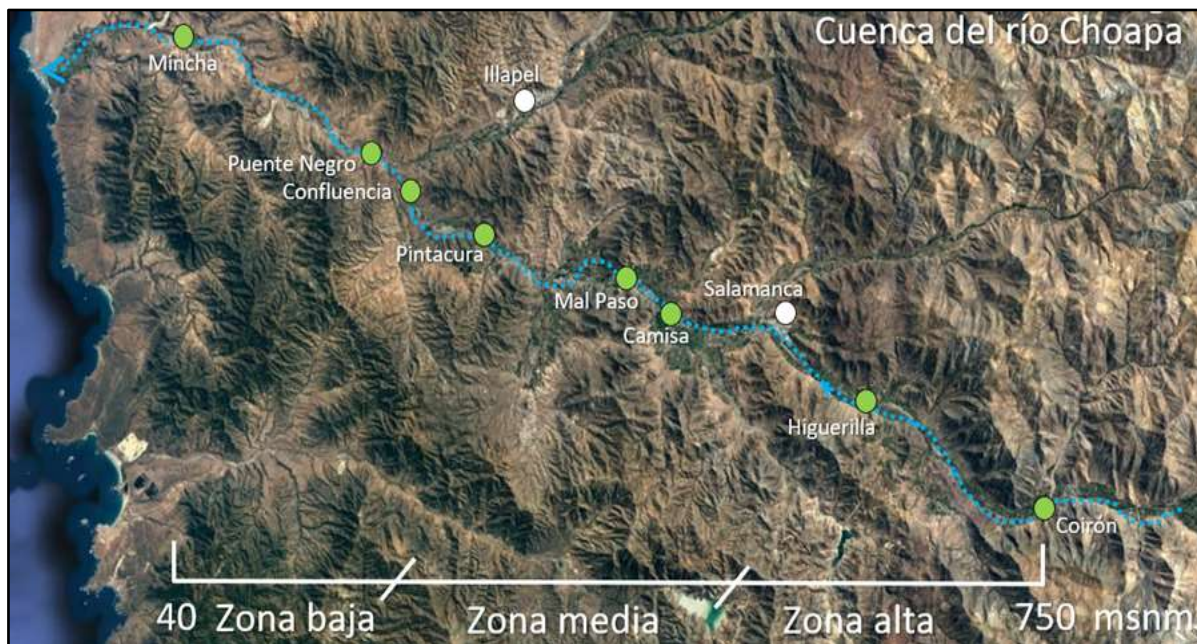 Cuenca del río Choapa
Mincha
Illapel
Puente Negro
Confluencia
Pintacura
Mal Paso
Salamanca
Camisa
Higuerilla
Coirón
40 Zona baja Zona media Zona alta 750 msnm